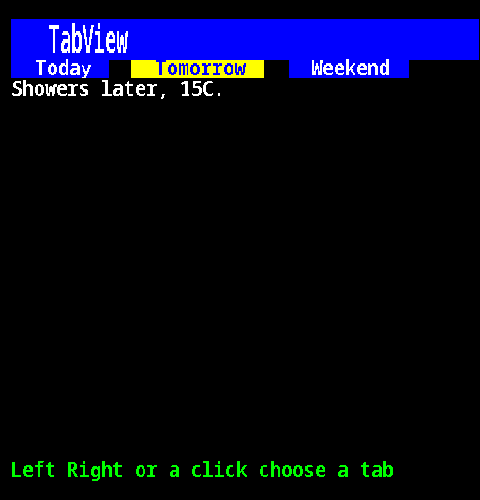 TabView
Today Tomorrow Weekend
Showers later, 15C.
Left Right or a click choose a tab